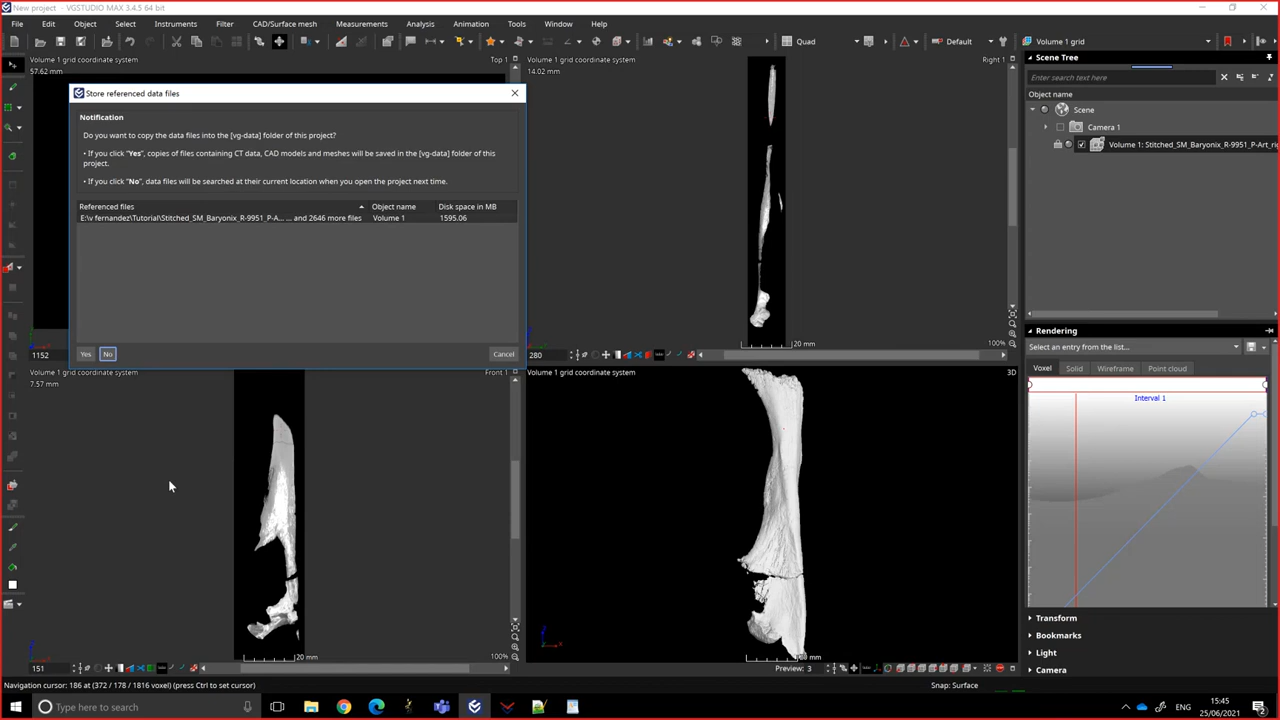 New project - VGSTUDIO MAX 3.4.5 64 bit
File Edit Object Select Instruments Filter CAD/Surface mesh Measurements Analysis Animation Tools Window Help
Quad Default Volume 1 grid
Volume 1 grid coordinate system Top 1
57.62 mm
Volume 1 grid coordinate system Right 1
14.02 mm
Scene Tree
Enter search text here
Object name
Scene
Camera 1
Volume 1: Stitched_SM_Baryonix_R-9951_P-Art_ri
Store referenced data files
Notification
Do you want to copy the data files into the [vg-data] folder of this project?
• If you click "Yes", copies of files containing CT data, CAD models and meshes will be saved in the [vg-data] folder of this
project.
• If you click "No", data files will be searched at their current location when you open the project next time.
Referenced files Object name Disk space in MB
E:\v fernandez\Tutorial\Stitched_SM_Baryonix_R-9951_P-A... ... and 2646 more files Volume 1 1595.06
Yes No Cancel
1152
20 mm
280 100%
Rendering
Select an entry from the list...
Voxel Solid Wireframe Point cloud
Interval 1
Volume 1 grid coordinate system Front 1
7.57 mm
Volume 1 grid coordinate system 3D
20 mm
100%
151
Preview: 3
Transform
Bookmarks
Light
Camera
Navigation cursor: 186 at (372 / 178 / 1816 voxel) (press Ctrl to set cursor) Snap: Surface
Type here to search
ENG
15:45
25/06/2021
2